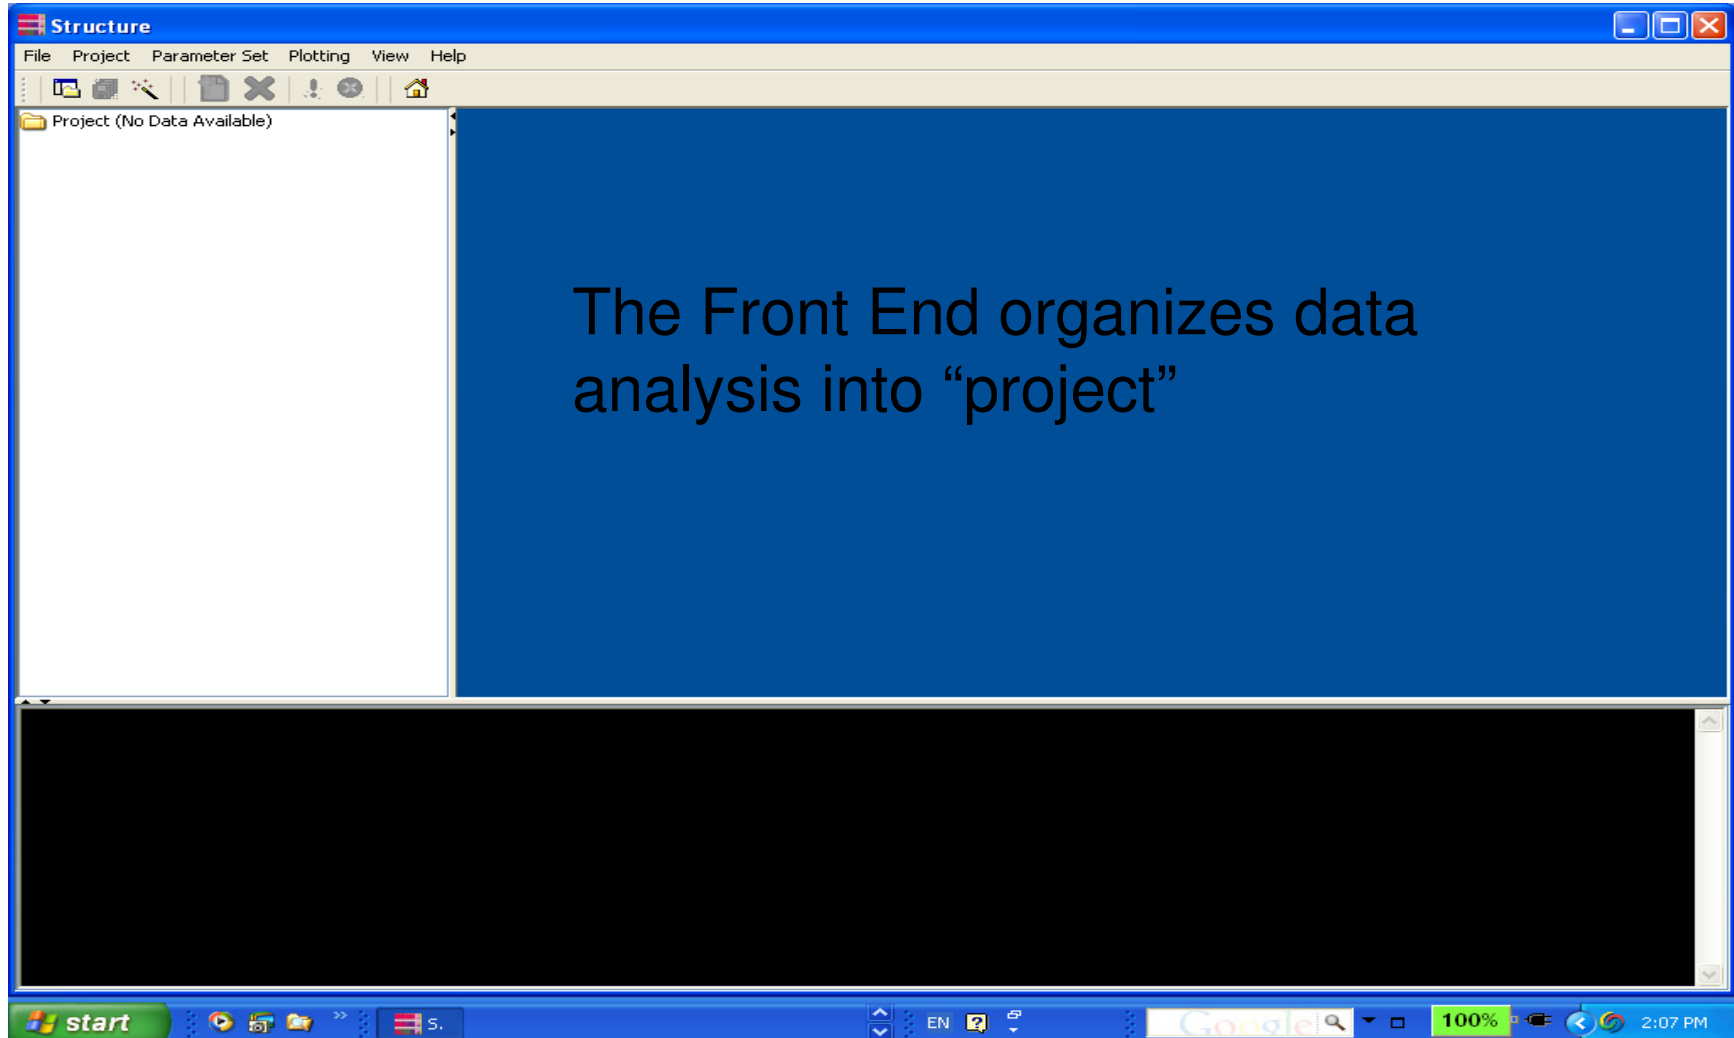 Structure
File Project Parameter Set Plotting View Help
Project (No Data Available)
The Front End organizes data
analysis into “project”
start » S. EN Google 100% 2:07 PM